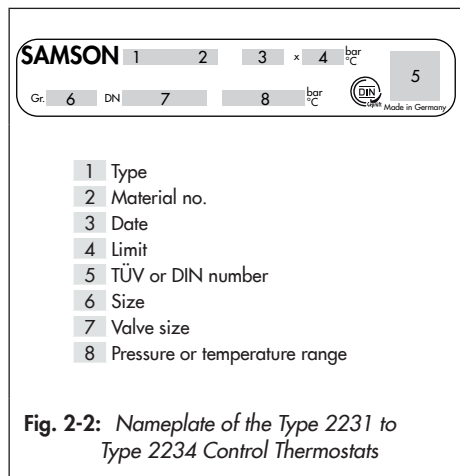 SAMSON 1 2 3 x 4 bar °C 5
Gr. 6 DN 7 8 bar °C DIN Geprüft Made in Germany
1 Type
2 Material no.
3 Date
4 Limit
5 TÜV or DIN number
6 Size
7 Valve size
8 Pressure or temperature range
Fig. 2-2: Nameplate of the Type 2231 to
Type 2234 Control Thermostats